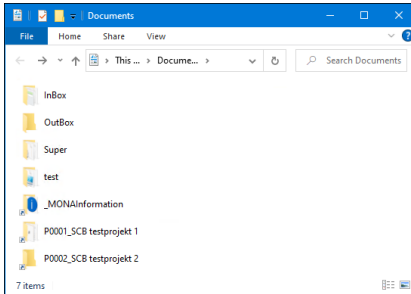 Documents
File Home Share View
This ... Docume...
Search Documents
InBox
OutBox
Super
test
_MONAInformation
P0001_SCB testprojekt 1
P0002_SCB testprojekt 2
7 items